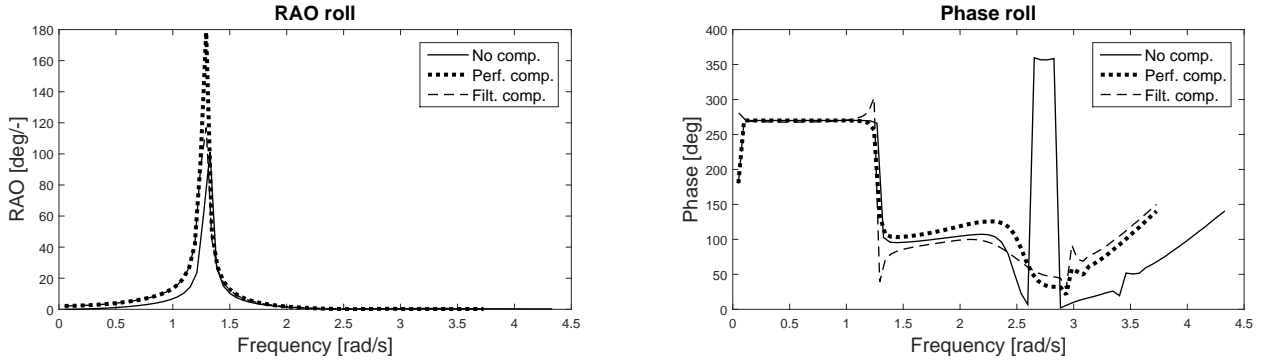 RAO roll
180
160
140
120
100
80
60
40
20
0
RAO [deg/-]
No comp.
Perf. comp.
Filt. comp.
0 0.5 1 1.5 2 2.5 3 3.5 4 4.5
Frequency [rad/s]
Phase roll
400
350
300
250
200
150
100
50
0
Phase [deg]
No comp.
Perf. comp.
Filt. comp.
0 0.5 1 1.5 2 2.5 3 3.5 4 4.5
Frequency [rad/s]